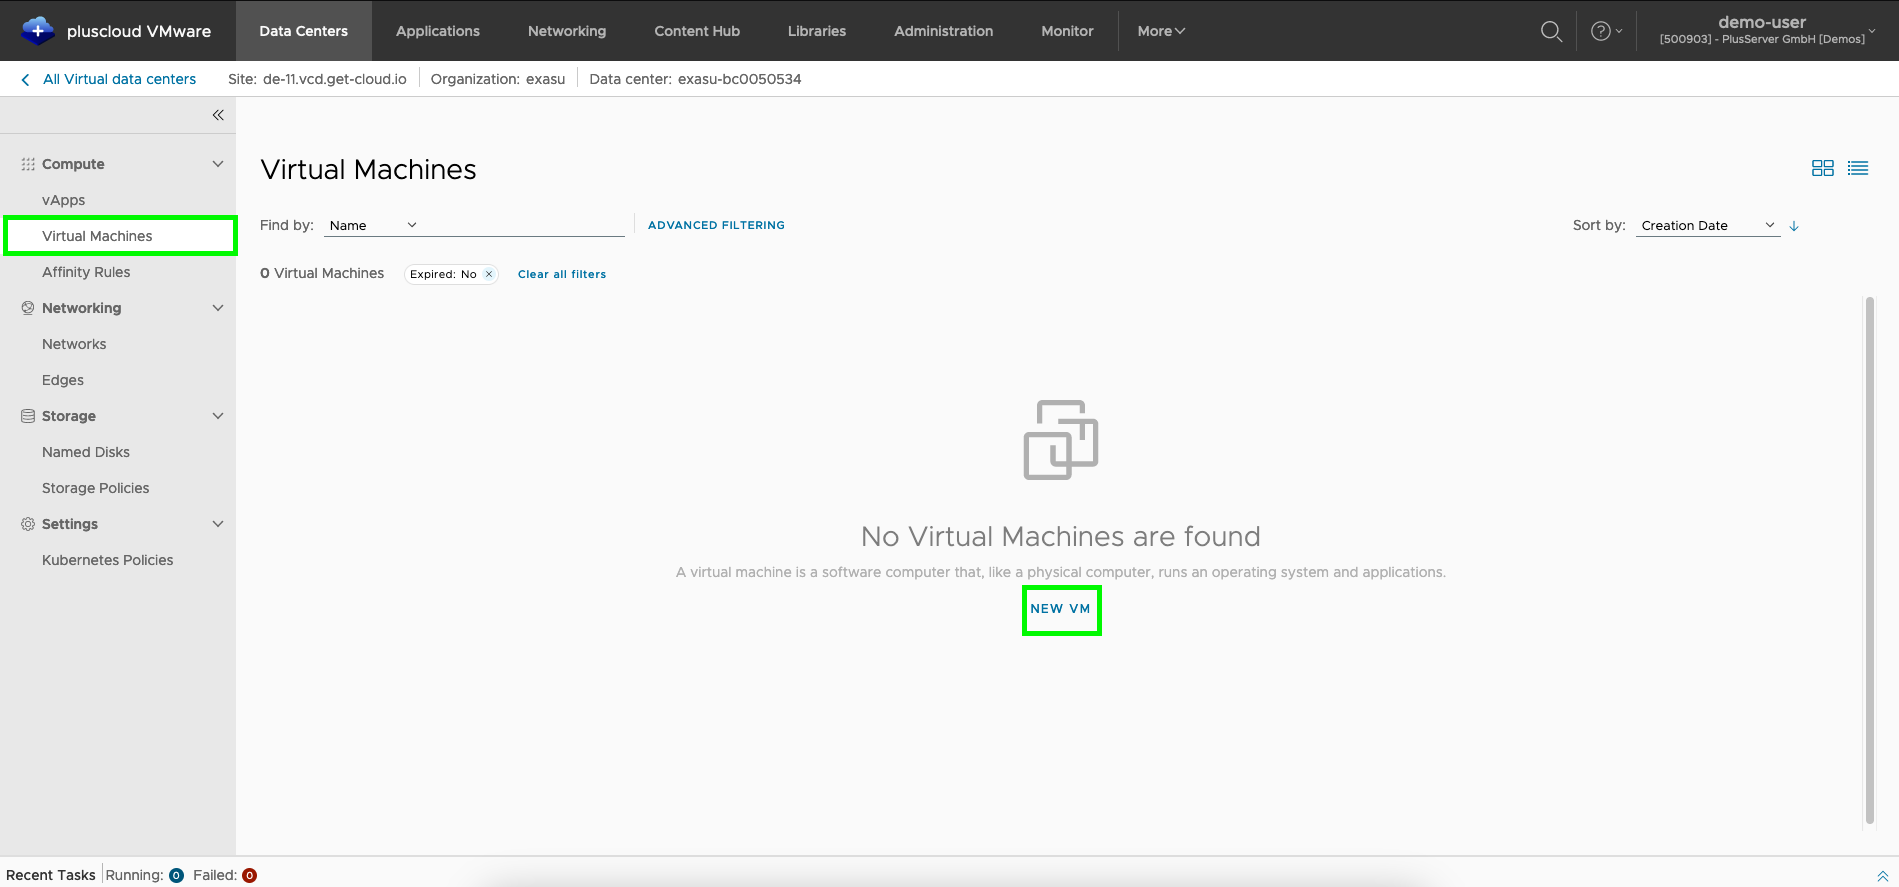 pluscloud VMware Data Centers Applications Networking Content Hub Libraries Administration Monitor More demo-user
[500903] - PlusServer GmbH [Demos]
All Virtual data centers Site: de-11.vcd.get-cloud.io Organization: exasu Data center: exasu-bc0050534
Compute
vApps
Virtual Machines
Affinity Rules
Networking
Networks
Edges
Storage
Named Disks
Storage Policies
Settings
Kubernetes Policies
Virtual Machines
Find by: Name ADVANCED FILTERING Sort by: Creation Date
0 Virtual Machines Expired: No Clear all filters
No Virtual Machines are found
A virtual machine is a software computer that, like a physical computer, runs an operating system and applications.
NEW VM
Recent Tasks Running: 0 Failed: 0